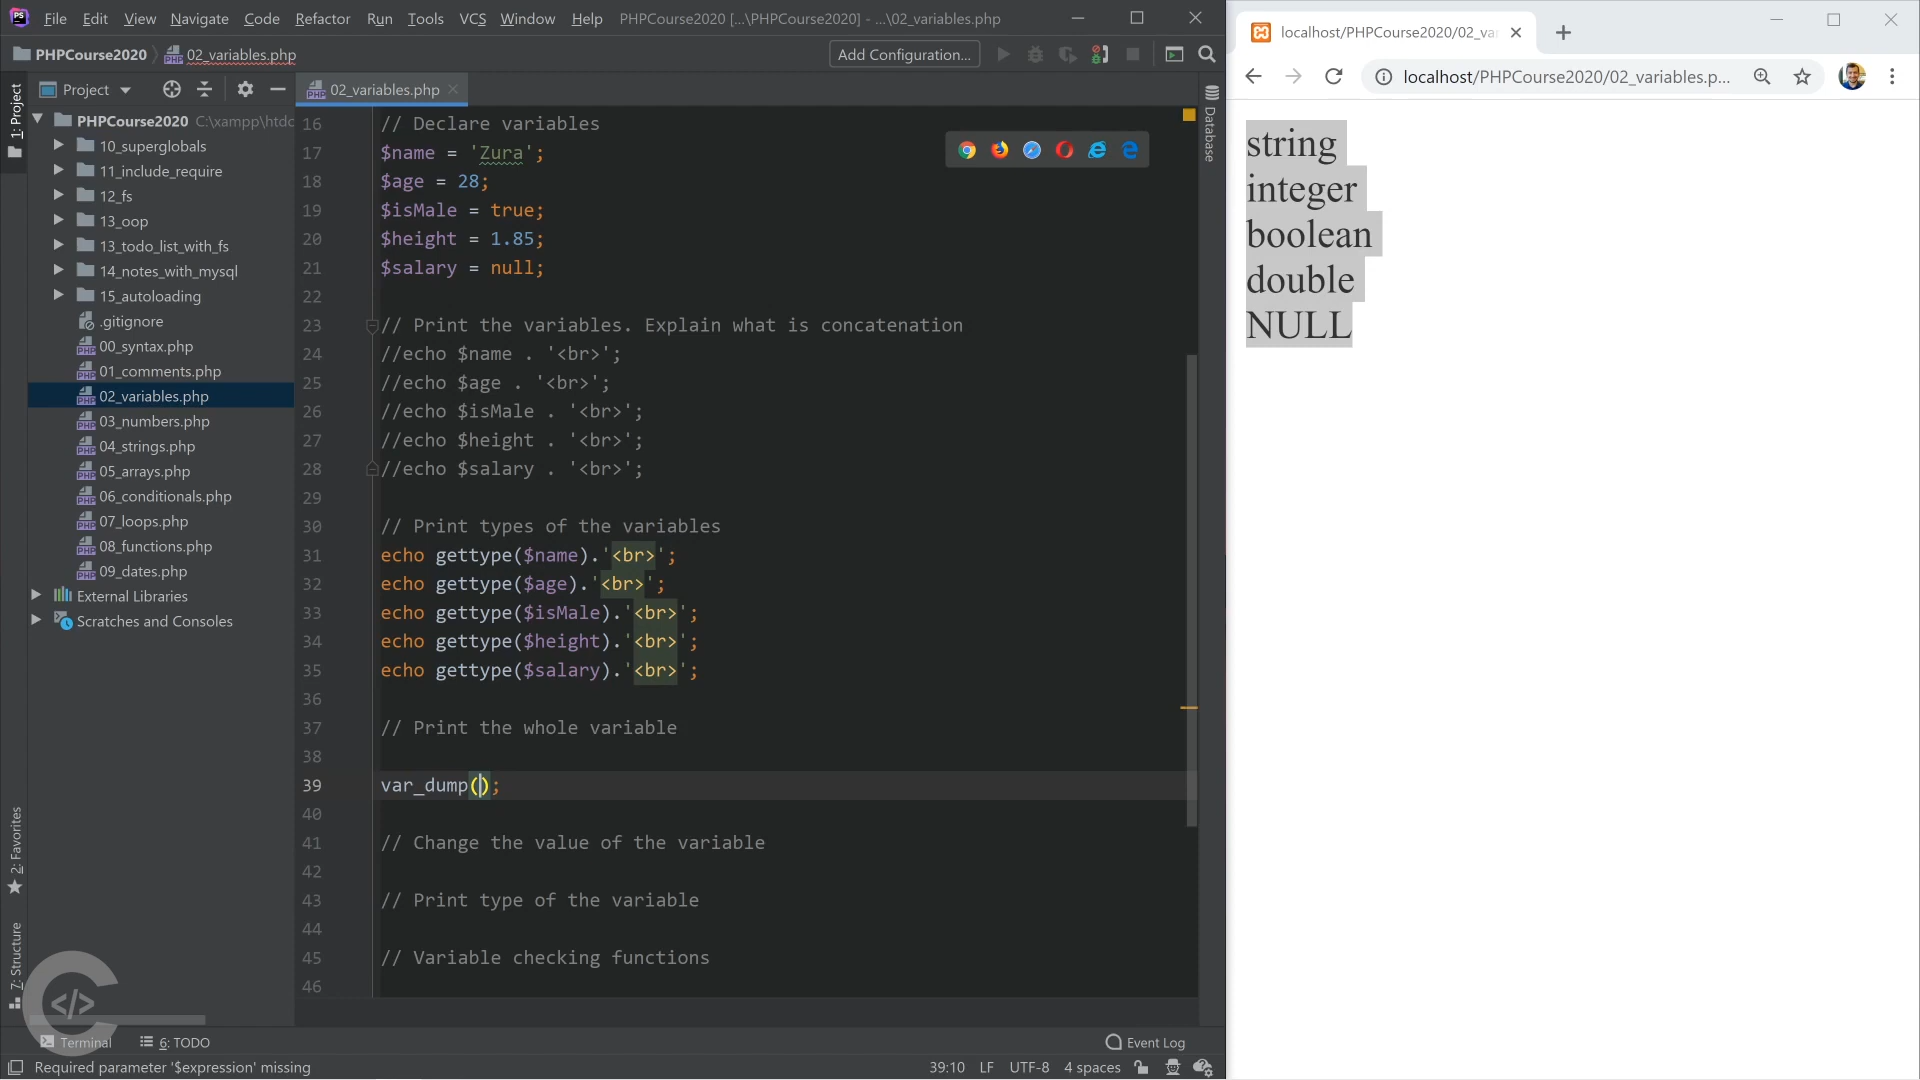 File Edit View Navigate Code Refactor Run Tools VCS Window Help PHPCourse2020 [...\PHPCourse2020] - ...\02_variables.php
PHPCourse2020 02_variables.php Add Configuration...
Project 02_variables.php
1: Project
PHPCourse2020 C:\xampp\htdc
10_superglobals
11_include_require
12_fs
13_oop
13_todo_list_with_fs
14_notes_with_mysql
15_autoloading
.gitignore
00_syntax.php
01_comments.php
02_variables.php
03_numbers.php
04_strings.php
05_arrays.php
06_conditionals.php
07_loops.php
08_functions.php
09_dates.php
External Libraries
Scratches and Consoles
2: Favorites
7: Structure
16 // Declare variables
17 $name = 'Zura';
18 $age = 28;
19 $isMale = true;
20 $height = 1.85;
21 $salary = null;
22
23 // Print the variables. Explain what is concatenation
24 //echo $name . '<br>';
25 //echo $age . '<br>';
26 //echo $isMale . '<br>';
27 //echo $height . '<br>';
28 //echo $salary . '<br>';
29
30 // Print types of the variables
31 echo gettype($name).'<br>';
32 echo gettype($age).'<br>';
33 echo gettype($isMale).'<br>';
34 echo gettype($height).'<br>';
35 echo gettype($salary).'<br>';
36
37 // Print the whole variable
38
39 var_dump();
40
41 // Change the value of the variable
42
43 // Print type of the variable
44
45 // Variable checking functions
46
Database
Terminal 6: TODO Event Log
Required parameter '$expression' missing 39:10 LF UTF-8 4 spaces
localhost/PHPCourse2020/02_va
localhost/PHPCourse2020/02_variables.p...
string
integer
boolean
double
NULL